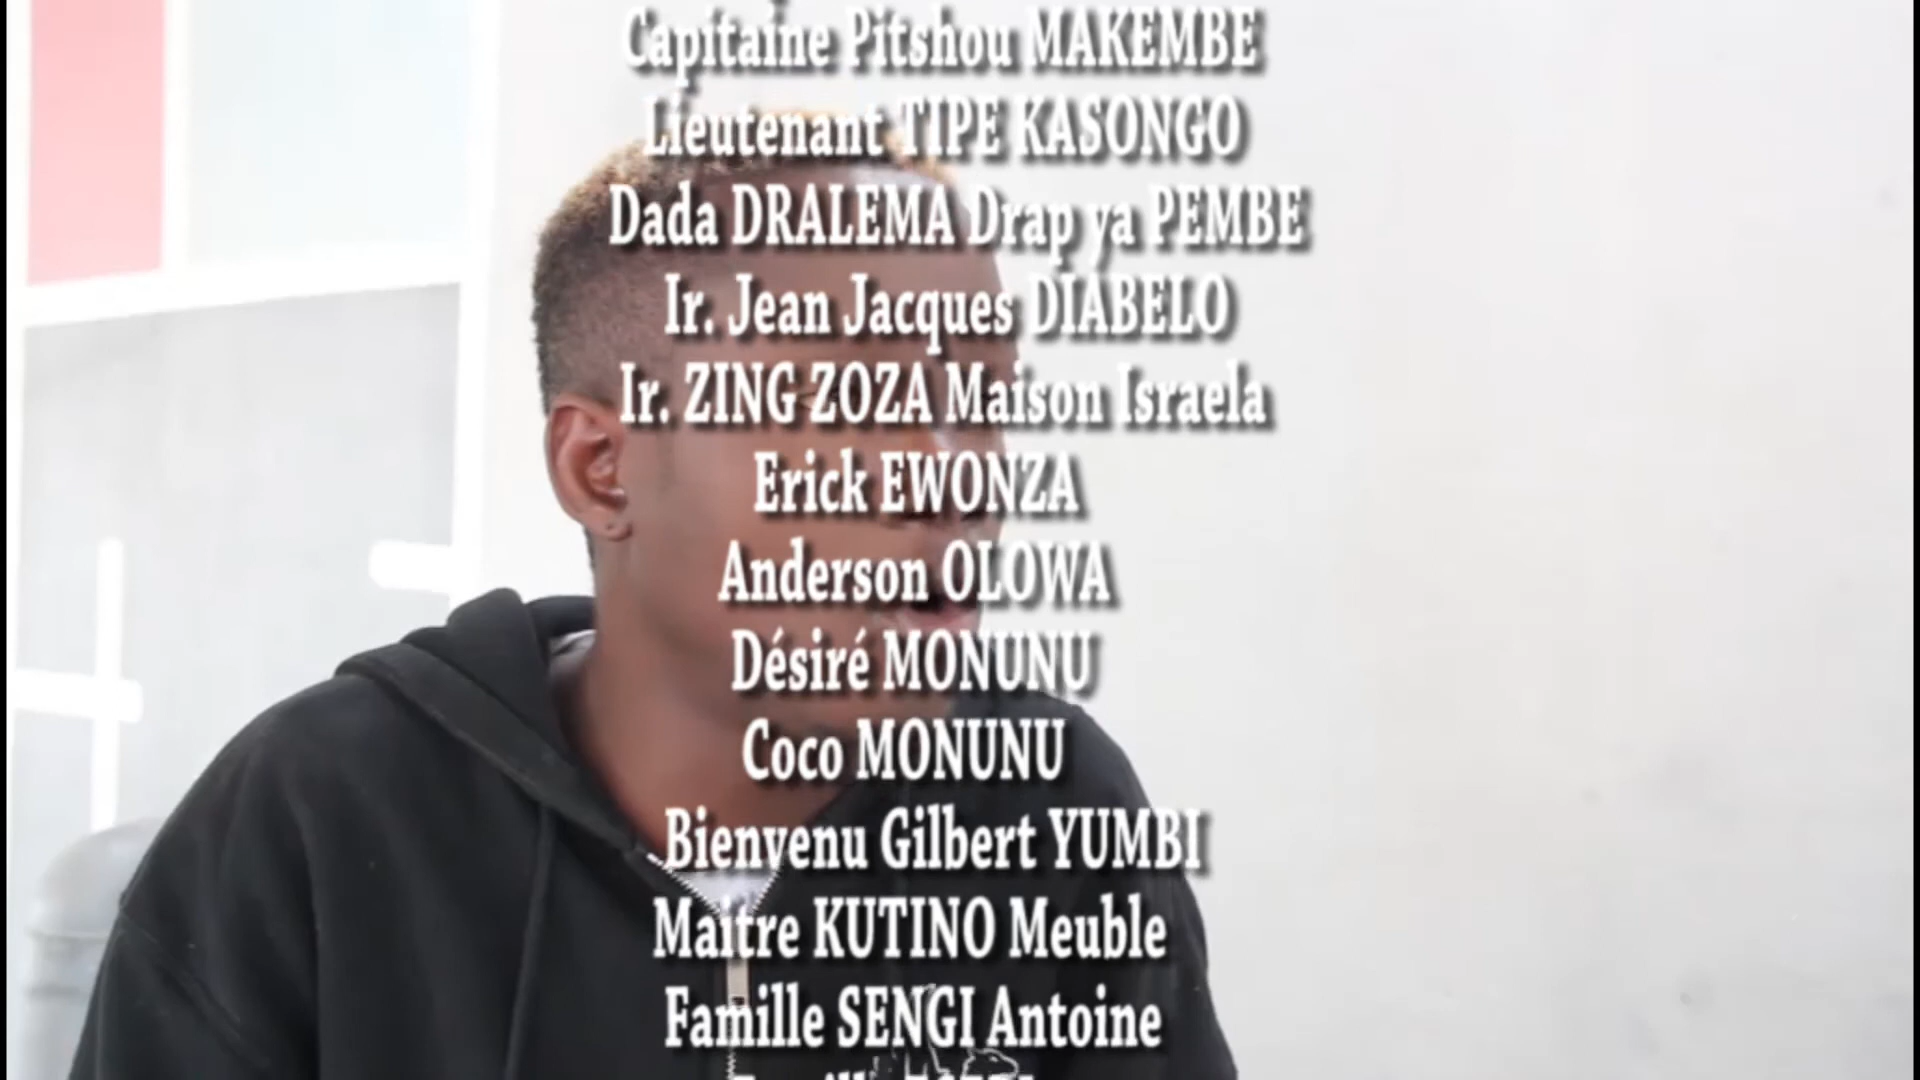 Capitaine Pitshou MAKEMBE
Lieutenant TIPE KASONGO
Dada DRALEMA Drap ya PEMBE
Ir. Jean Jacques DIABELO
Ir. ZING ZOZA Maison Israela
Erick EWONZA
Anderson OLOWA
Désiré MONUNU
Coco MONUNU
Bienvenu Gilbert YUMBI
Maitre KUTINO Meuble
Famille SENGI Antoine